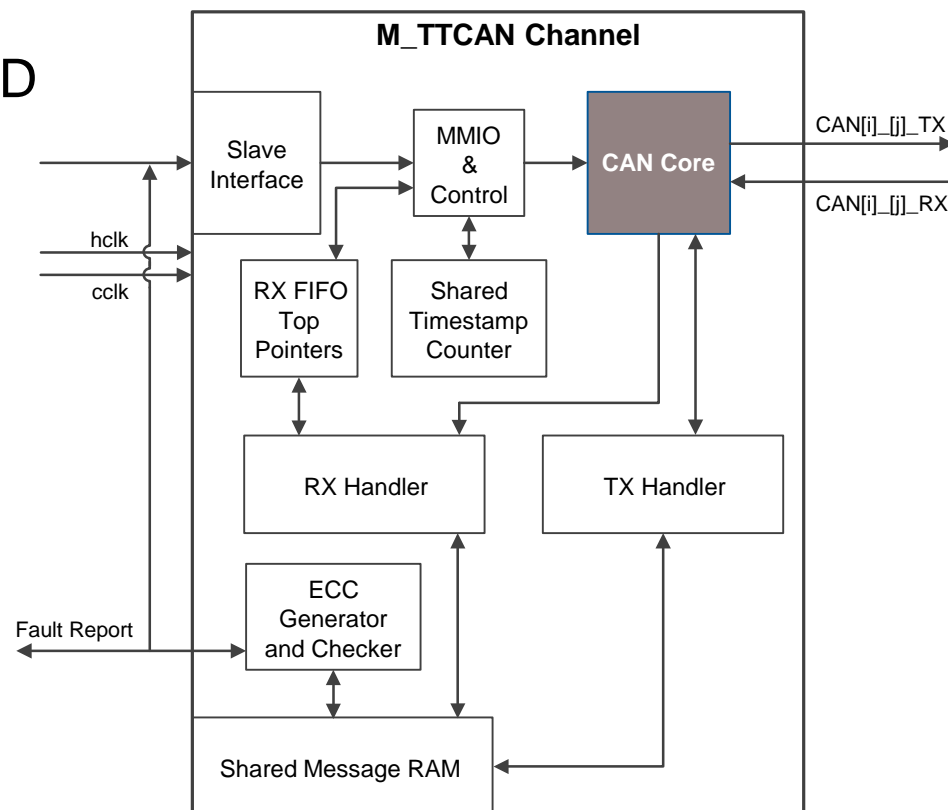 M_TTCAN Channel
D
Slave
Interface
MMIO
&
Control
CAN Core
CAN[i]_[j]_TX
CAN[i]_[j]_RX
hclk
cclk
RX FIFO
Top
Pointers
Shared
Timestamp
Counter
RX Handler
TX Handler
ECC
Generator
and Checker
Fault Report
Shared Message RAM